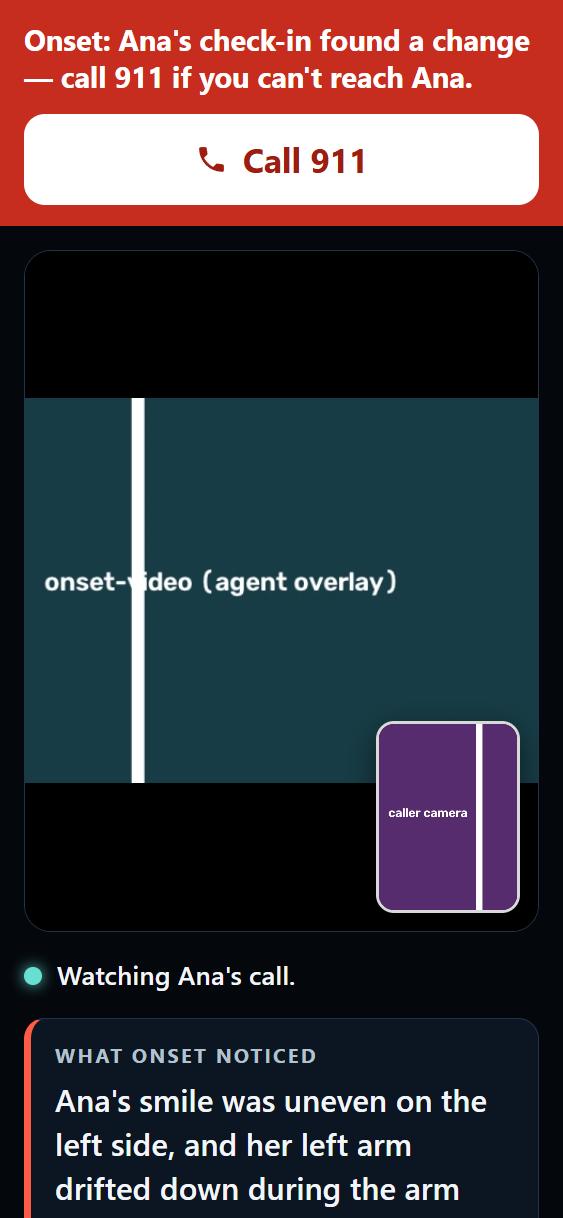 Onset: Ana's check-in found a change
— call 911 if you can't reach Ana.
Call 911
onset-video (agent overlay)
caller camera
Watching Ana's call.
WHAT ONSET NOTICED
Ana's smile was uneven on the
left side, and her left arm
drifted down during the arm